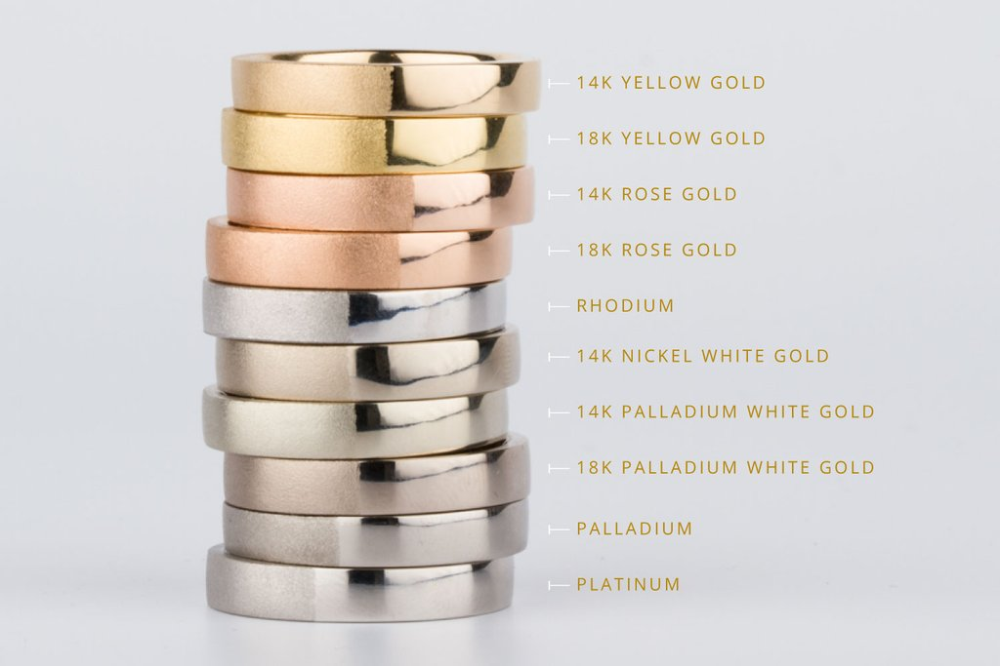 14K YELLOW GOLD
18K YELLOW GOLD
14K ROSE GOLD
18K ROSE GOLD
RHODIUM
14K NICKEL WHITE GOLD
14K PALLADIUM WHITE GOLD
18K PALLADIUM WHITE GOLD
PALLADIUM
PLATINUM